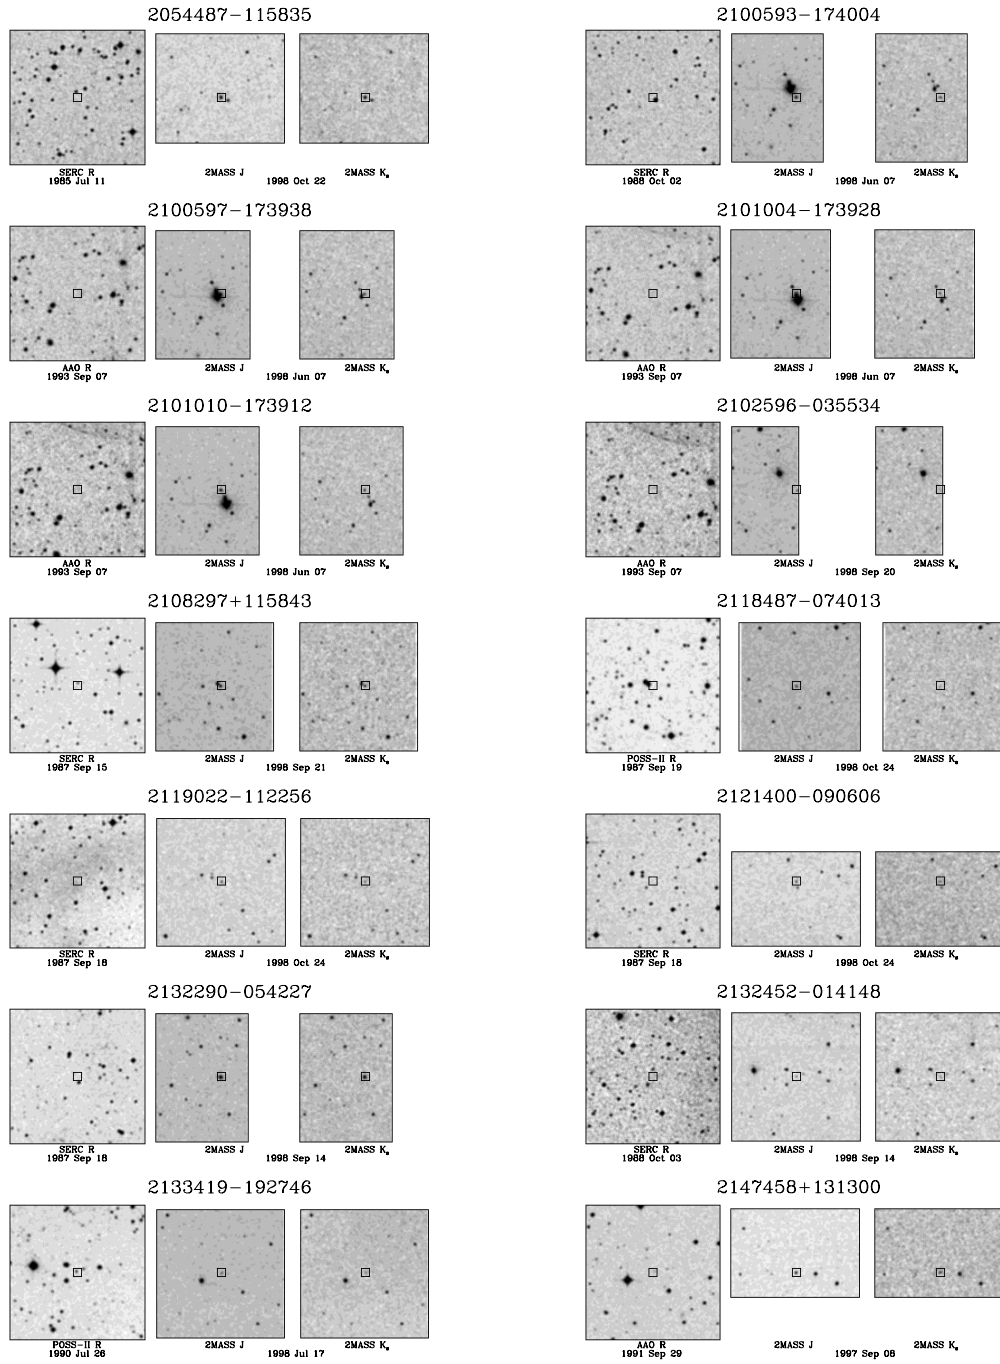 2054487−115835
2100593−174004
SERC R
1985 Jul 11
2MASS J
1998 Oct 22
2MASS Ks
SERC R
1988 Oct 02
2MASS J
1998 Jun 07
2MASS Ks
2100597−173938
2101004−173928
AAO R
1993 Sep 07
2MASS J
1998 Jun 07
2MASS Ks
AAO R
1993 Sep 07
2MASS J
1998 Jun 07
2MASS Ks
2101010−173912
2102596−035534
AAO R
1993 Sep 07
2MASS J
1998 Jun 07
2MASS Ks
AAO R
1993 Sep 07
2MASS J
1998 Sep 20
2MASS Ks
2108297+115843
2118487−074013
SERC R
1987 Sep 15
2MASS J
1998 Sep 21
2MASS Ks
POSS−II R
1987 Sep 19
2MASS J
1998 Oct 24
2MASS Ks
2119022−112256
2121400−090606
SERC R
1987 Sep 18
2MASS J
1998 Oct 24
2MASS Ks
SERC R
1987 Sep 18
2MASS J
1998 Oct 24
2MASS Ks
2132290−054227
2132452−014148
SERC R
1987 Sep 18
2MASS J
1998 Sep 14
2MASS Ks
SERC R
1988 Oct 03
2MASS J
1998 Sep 14
2MASS Ks
2133419−192746
2147458+131300
POSS−II R
1990 Jul 26
2MASS J
1998 Jul 17
2MASS Ks
AAO R
1991 Sep 29
2MASS J
1997 Sep 08
2MASS Ks